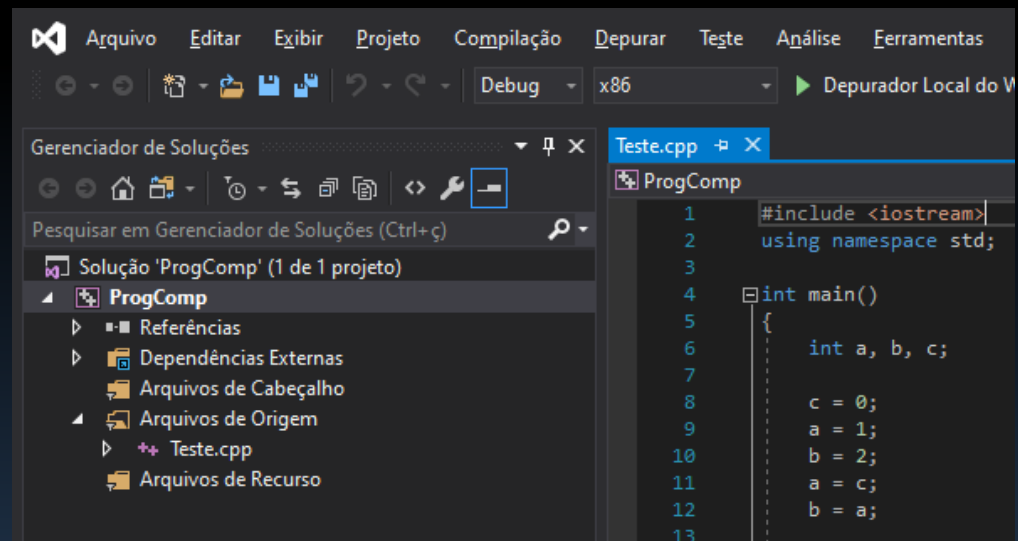 Arquivo Editar Exibir Projeto Compilação Depurar Teste Análise Ferramentas
Debug x86 Depurador Local do
Gerenciador de Soluções
Pesquisar em Gerenciador de Soluções (Ctrl+ç)
Solução 'ProgComp' (1 de 1 projeto)
ProgComp
Referências
Dependências Externas
Arquivos de Cabeçalho
Arquivos de Origem
Teste.cpp
Arquivos de Recurso
Teste.cpp
ProgComp
1 #include <iostream>
2 using namespace std;
3
4 int main()
5 {
6 int a, b, c;
7
8 c = 0;
9 a = 1;
10 b = 2;
11 a = c;
12 b = a;
13